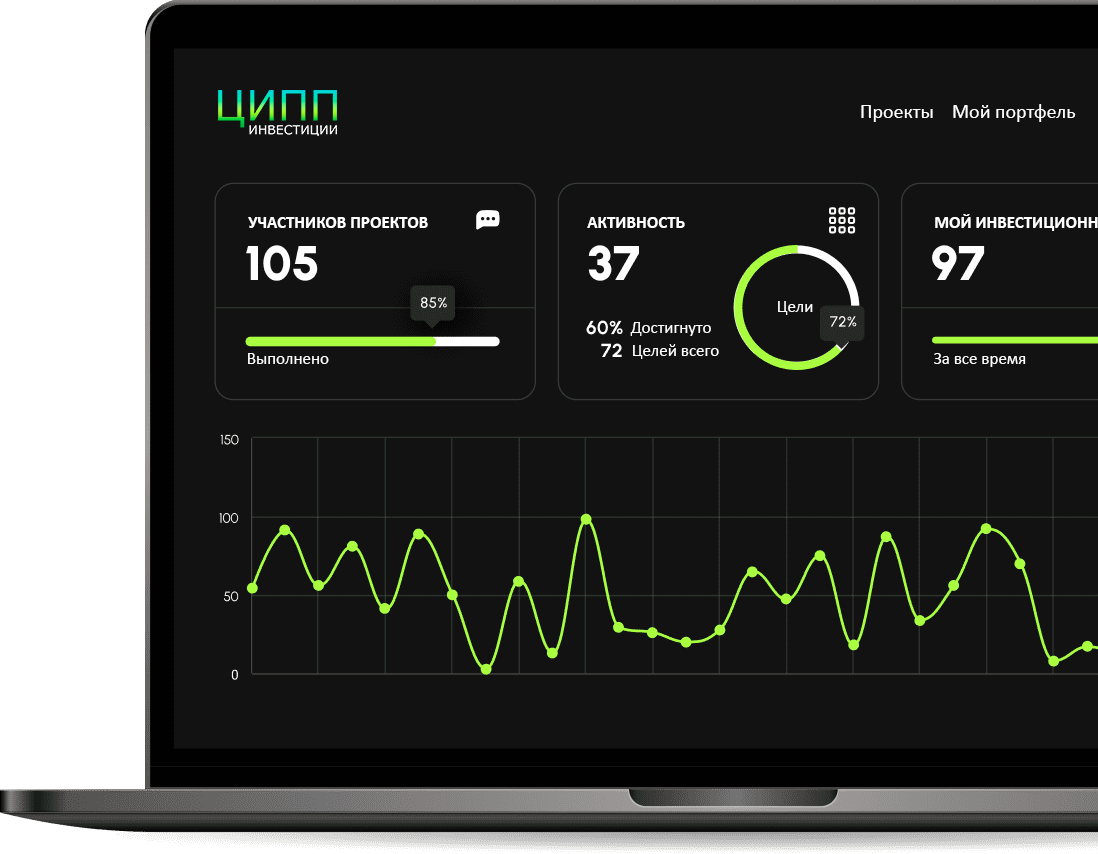 ЦИПП
ИНВЕСТИЦИИ
Проекты Мой портфель
УЧАСТНИКОВ ПРОЕКТОВ
105
85%
Выполнено
АКТИВНОСТЬ
37
Цели
72%
60% Достигнуто
72 Целей всего
МОЙ ИНВЕСТИЦИОНН
97
За все время
150
100
50
0